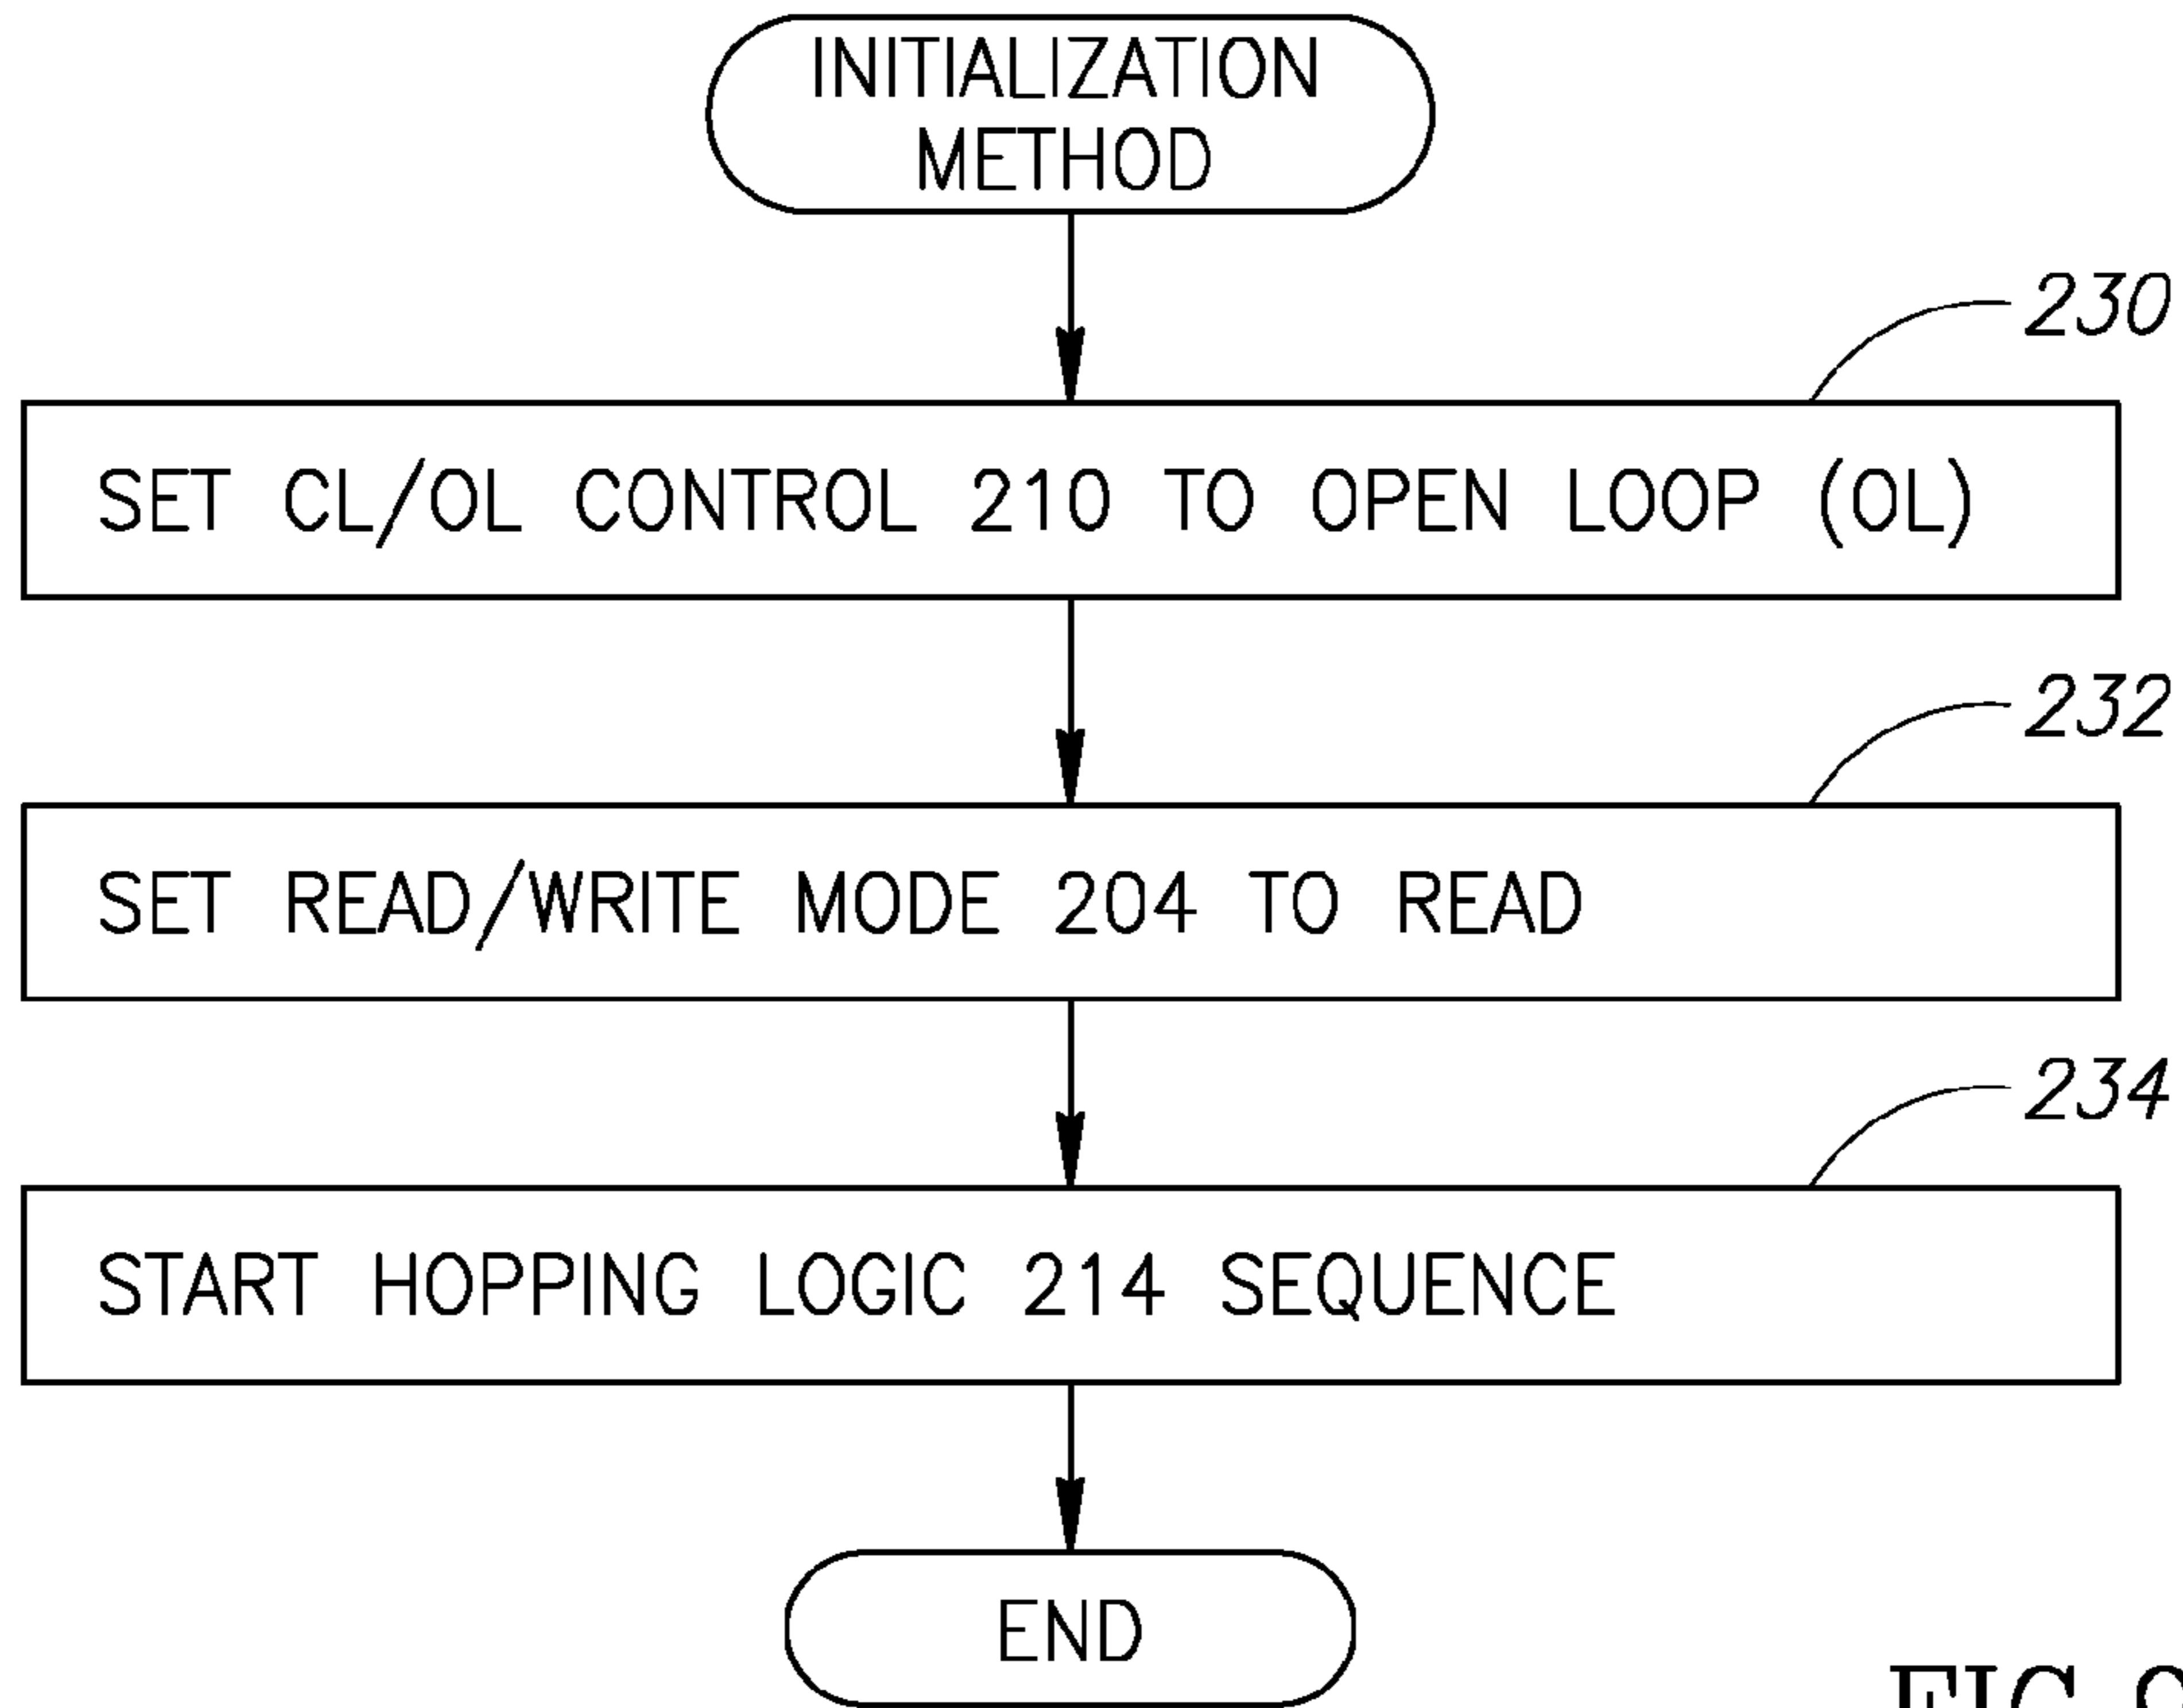 INITIALIZATION
METHOD
230
SET CL/OL CONTROL 210 TO OPEN LOOP (OL)
232
SET READ/WRITE MODE 204 TO READ
234
START HOPPING LOGIC 214 SEQUENCE
END